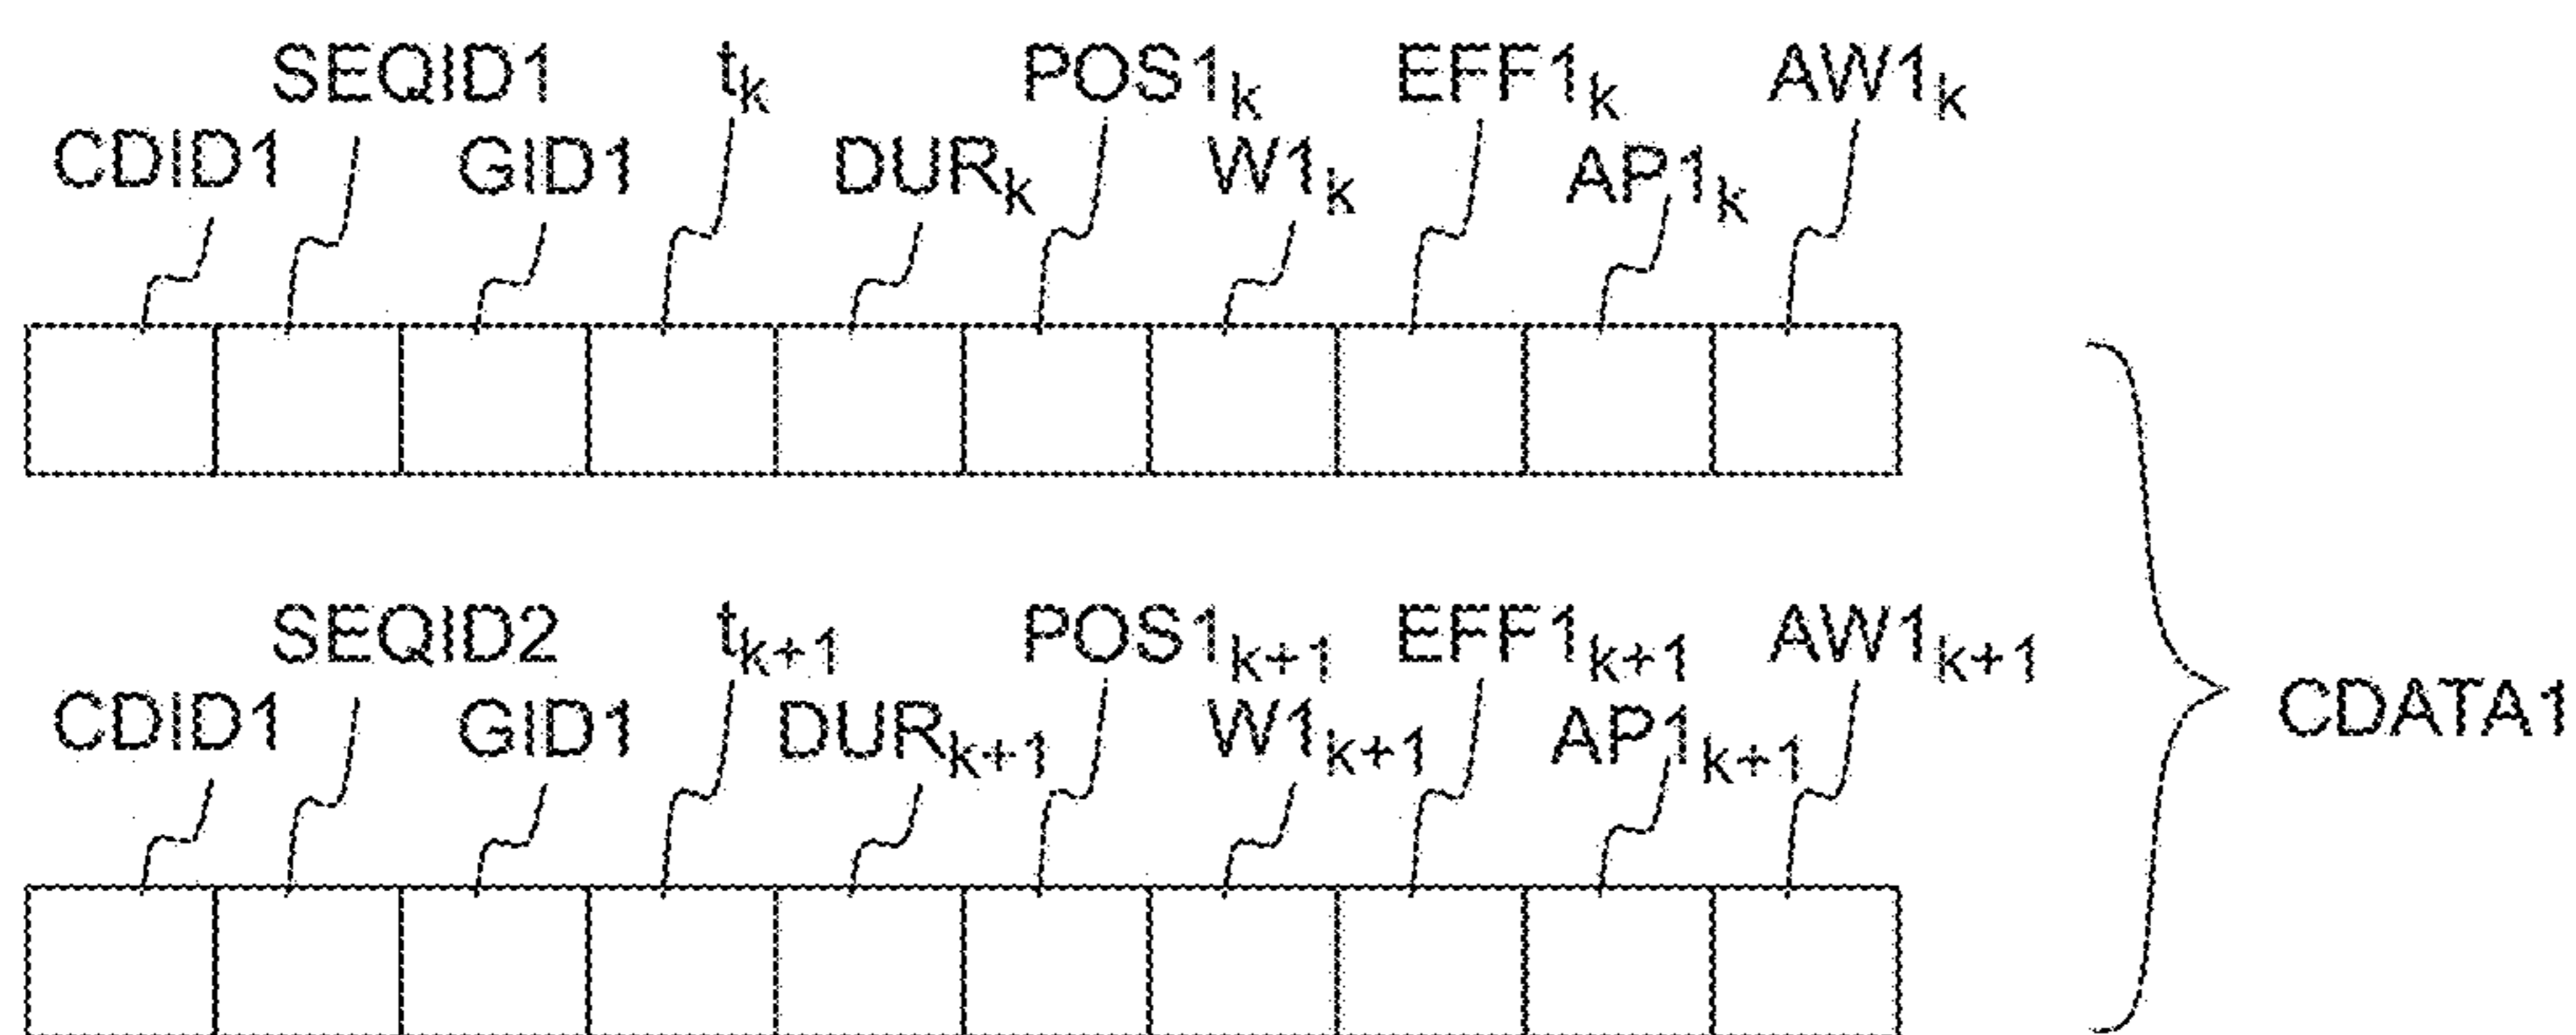 SEQID1 tₖ POS1ₖ EFF1ₖ AW1ₖ
CDID1 GID1 DURₖ W1ₖ AP1ₖ
SEQID2 tₖ₊₁ POS1ₖ₊₁ EFF1ₖ₊₁ AW1ₖ₊₁
CDID1 GID1 DURₖ₊₁ W1ₖ₊₁ AP1ₖ₊₁
CDATA1